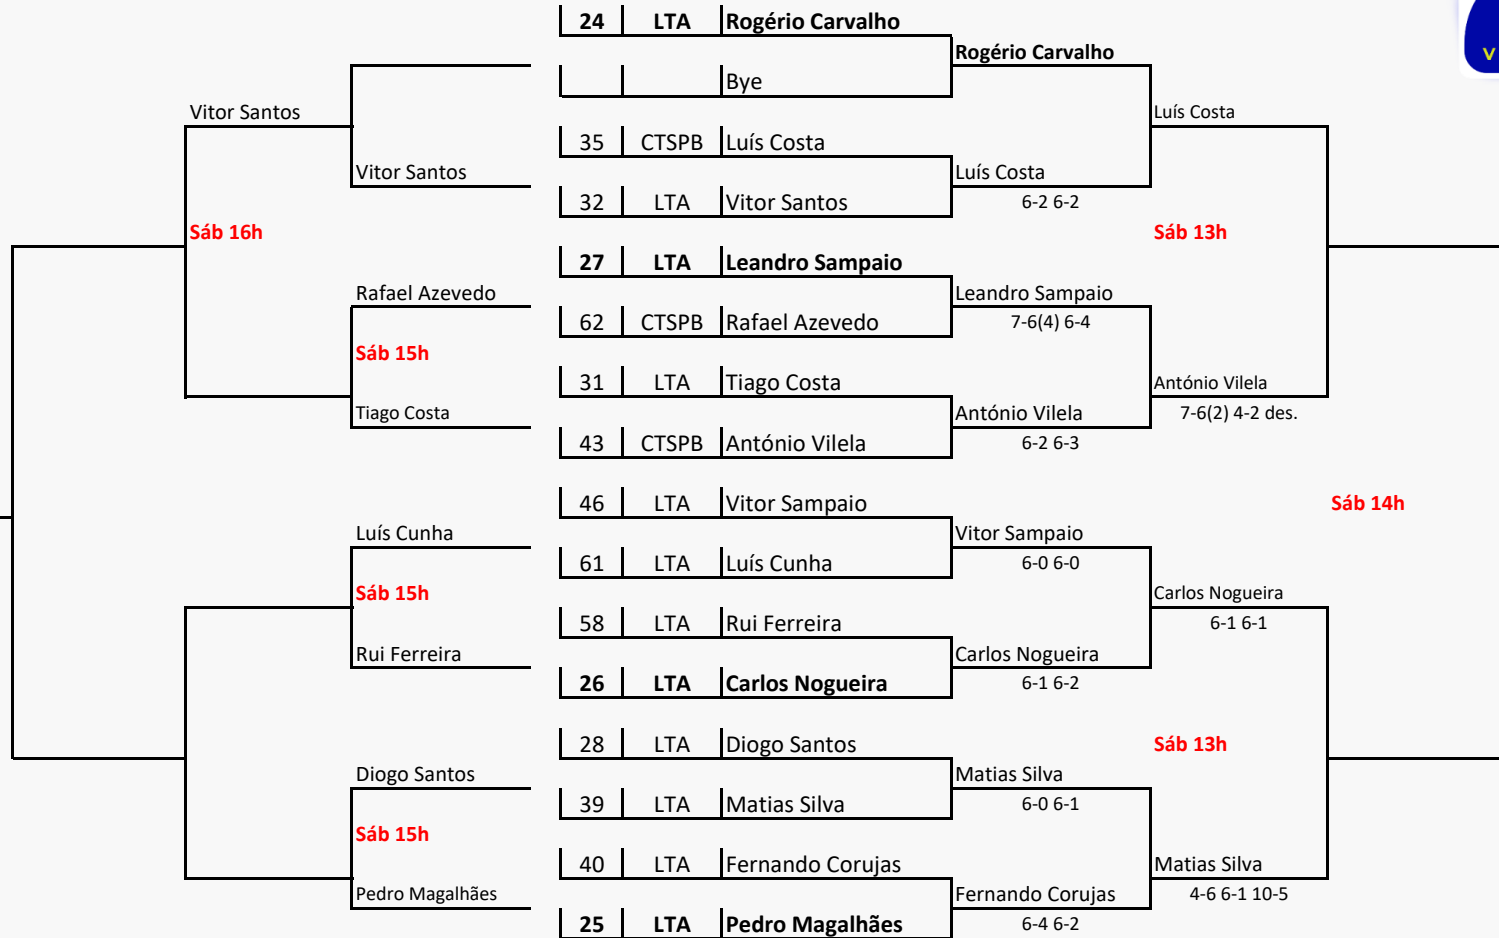 24 LTA Rogério Carvalho
Rogério Carvalho
V
Bye
Vitor Santos
Luís Costa
35 CTSPB Luís Costa
Vitor Santos
Luís Costa
32 LTA Vitor Santos
6-2 6-2
Sáb 16h
Sáb 13h
27 LTA Leandro Sampaio
Rafael Azevedo
Leandro Sampaio
62 CTSPB Rafael Azevedo
7-6(4) 6-4
Sáb 15h
31 LTA Tiago Costa
António Vilela
Tiago Costa
António Vilela
7-6(2) 4-2 des.
43 CTSPB António Vilela
6-2 6-3
46 LTA Vitor Sampaio
Sáb 14h
Luís Cunha
Vitor Sampaio
61 LTA Luís Cunha
6-0 6-0
Sáb 15h
Carlos Nogueira
58 LTA Rui Ferreira
6-1 6-1
Rui Ferreira
Carlos Nogueira
26 LTA Carlos Nogueira
6-1 6-2
28 LTA Diogo Santos
Sáb 13h
Diogo Santos
Matias Silva
39 LTA Matias Silva
6-0 6-1
Sáb 15h
40 LTA Fernando Corujas
Matias Silva
Pedro Magalhães
Fernando Corujas
4-6 6-1 10-5
25 LTA Pedro Magalhães
6-4 6-2